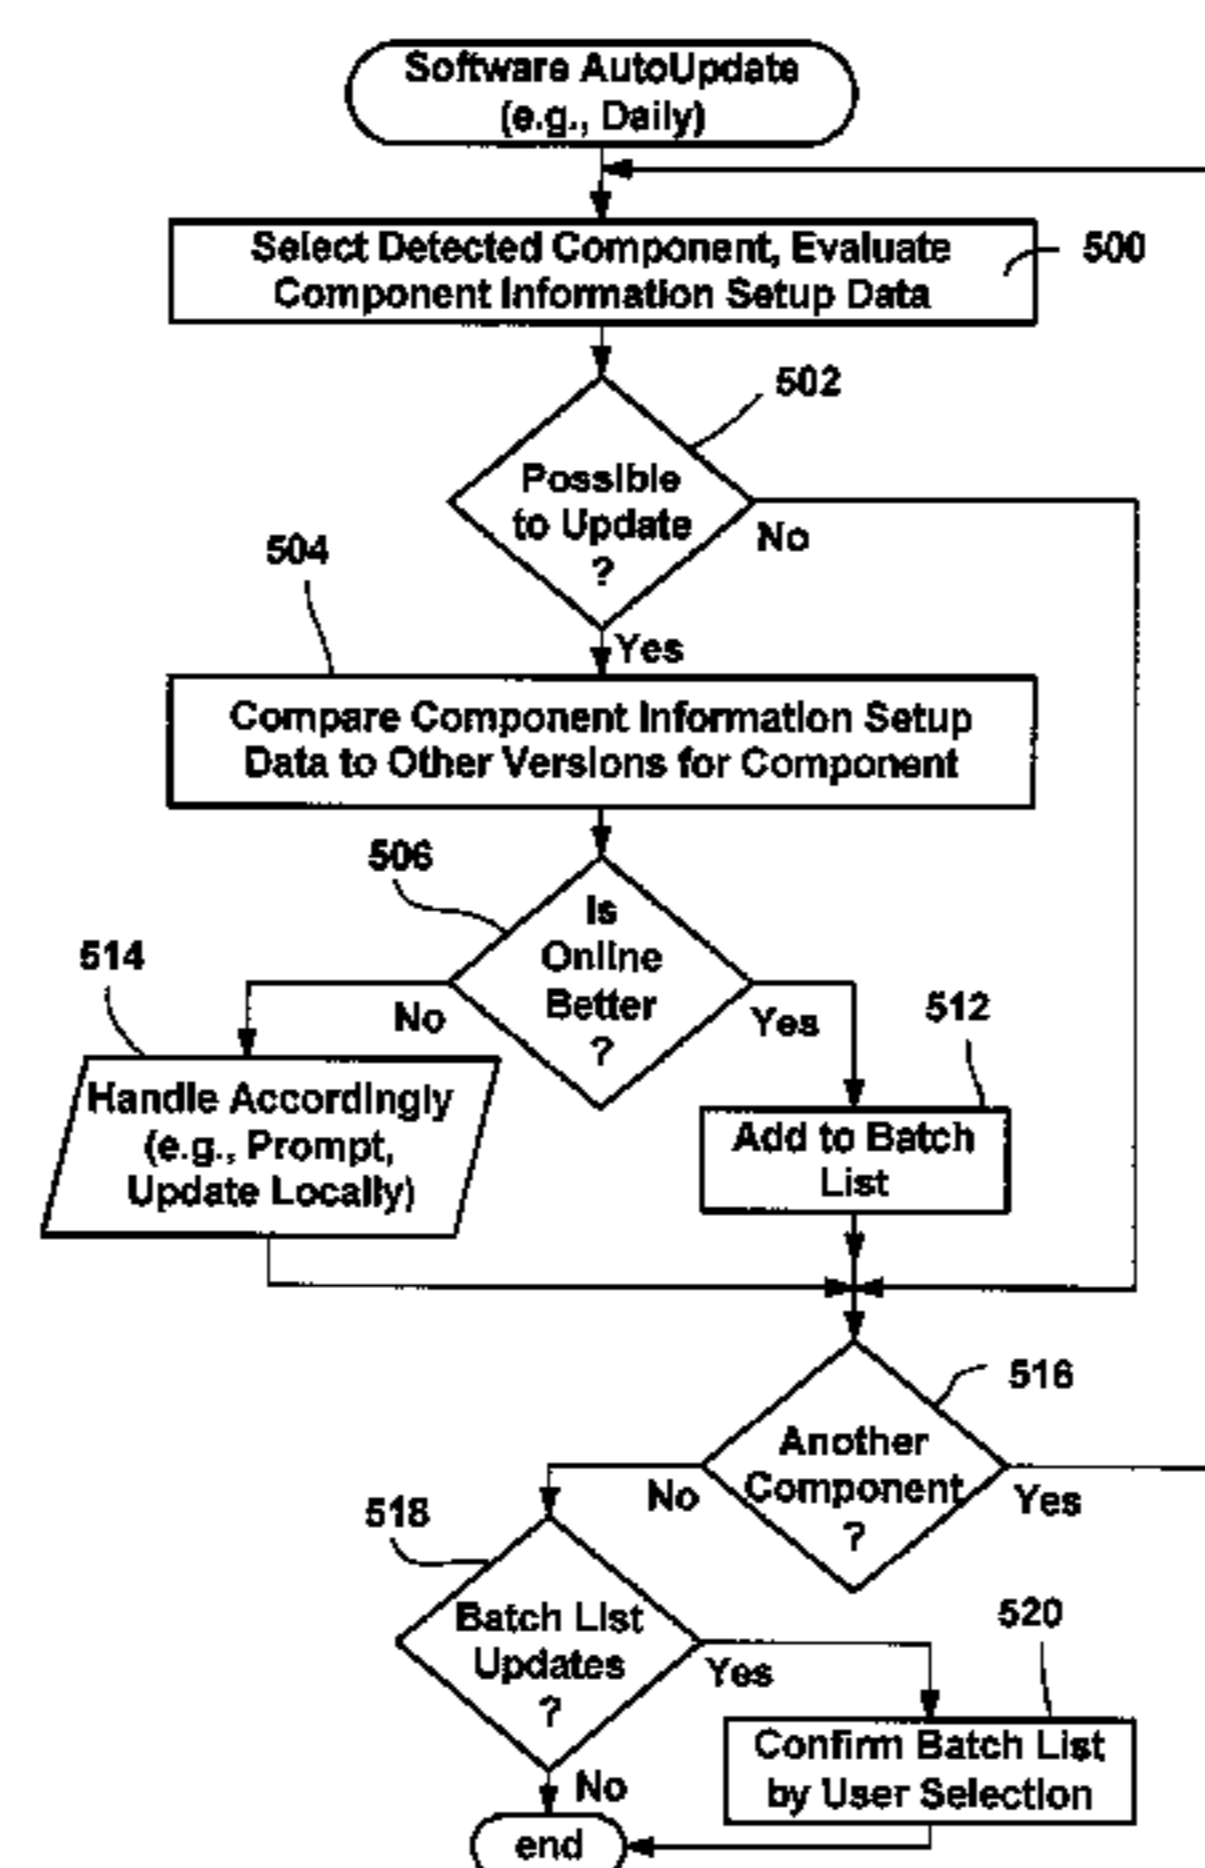 Software AutoUpdate
(e.g., Daily)
Select Detected Component, Evaluate
Component Information Setup Data
500
502
Possible
to Update
?
No
504
Yes
Compare Component Information Setup
Data to Other Versions for Component
506
Is
Online
Better
?
514
No
Yes
512
Handle Accordingly
(e.g., Prompt,
Update Locally)
Add to Batch
List
516
Another
Component
?
No
Yes
518
Batch List
Updates
?
Yes
520
Confirm Batch List
by User Selection
No
end